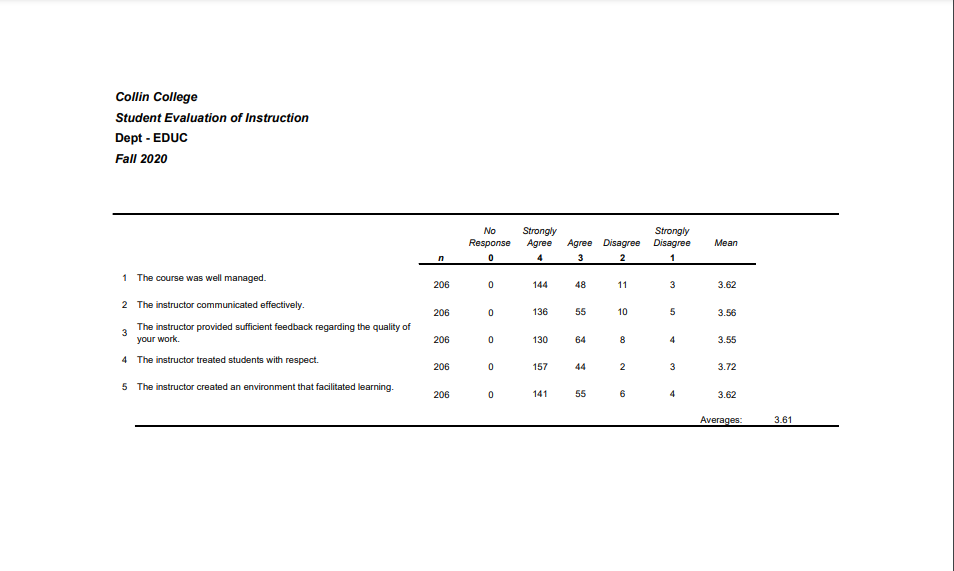 Collin College
Student Evaluation of Instruction
Dept - EDUC
Fall 2020
No Strongly Strongly
Response Agree Agree Disagree Disagree Mean
n 0 4 3 2 1
1 The course was well managed. 206 0 144 48 11 3 3.62
2 The instructor communicated effectively. 206 0 136 55 10 5 3.56
3 The instructor provided sufficient feedback regarding the quality of
your work. 206 0 130 64 8 4 3.55
4 The instructor treated students with respect. 206 0 157 44 2 3 3.72
5 The instructor created an environment that facilitated learning. 206 0 141 55 6 4 3.62
Averages: 3.61